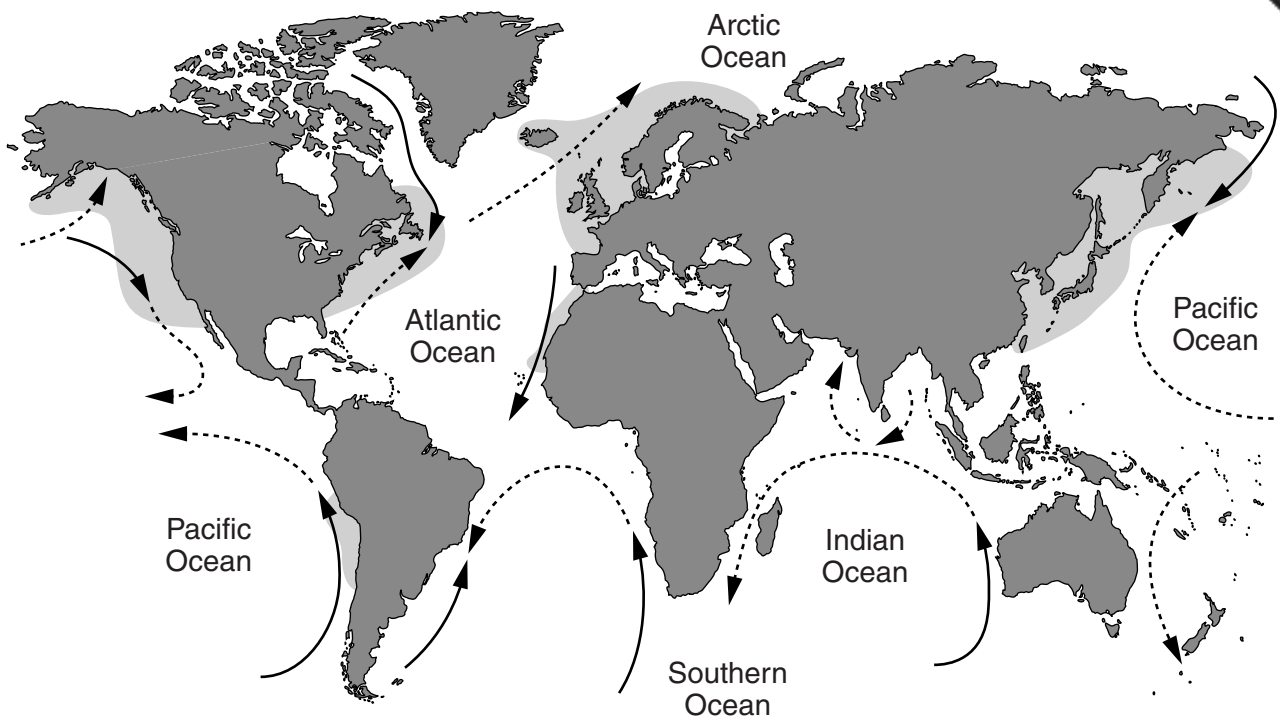 Arctic
Ocean
Atlantic
Ocean
Pacific
Ocean
Pacific
Ocean
Indian
Ocean
Southern
Ocean